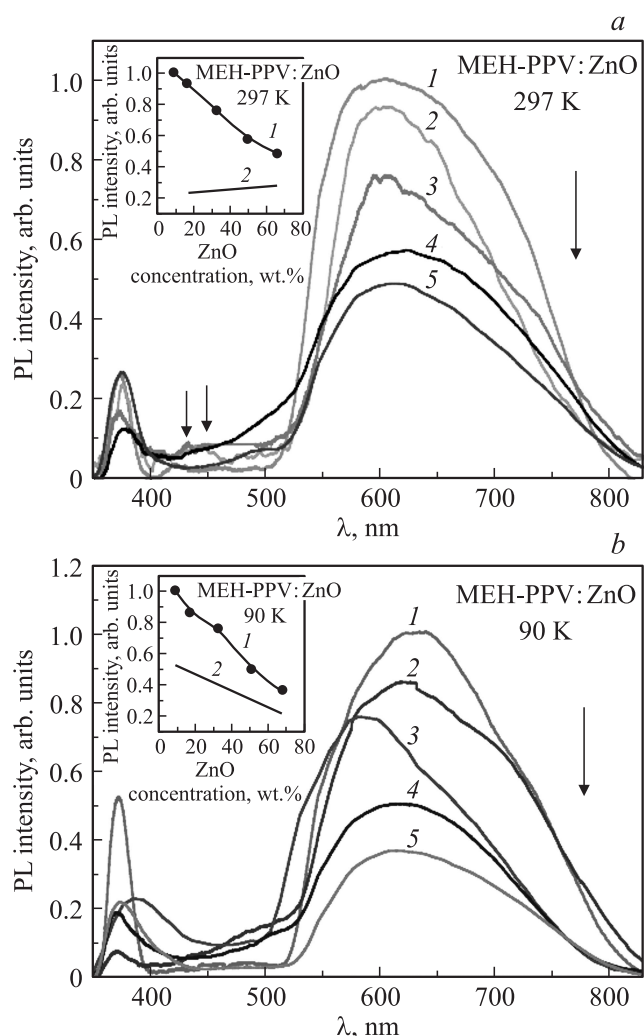 a
MEH-PPV:ZnO
297 K
PL intensity, arb. units
1.0
0.8
0.6
0.4
0.2
0
400
500
600
700
800
λ, nm
1
2
3
4
5
PL intensity, arb. units
1.0
0.8
0.6
0.4
0.2
MEH-PPV:ZnO
297 K
1
2
0
20
40
60
80
ZnO
concentration, wt.%
b
MEH-PPV:ZnO
90 K
PL intensity, arb. units
1.2
1.0
0.8
0.6
0.4
0.2
0
400
500
600
700
800
λ, nm
1
2
3
4
5
PL intensity, arb. units
1.0
0.8
0.6
0.4
0.2
MEH-PPV:ZnO
90 K
1
2
0
20
40
60
80
ZnO
concentration, wt.%